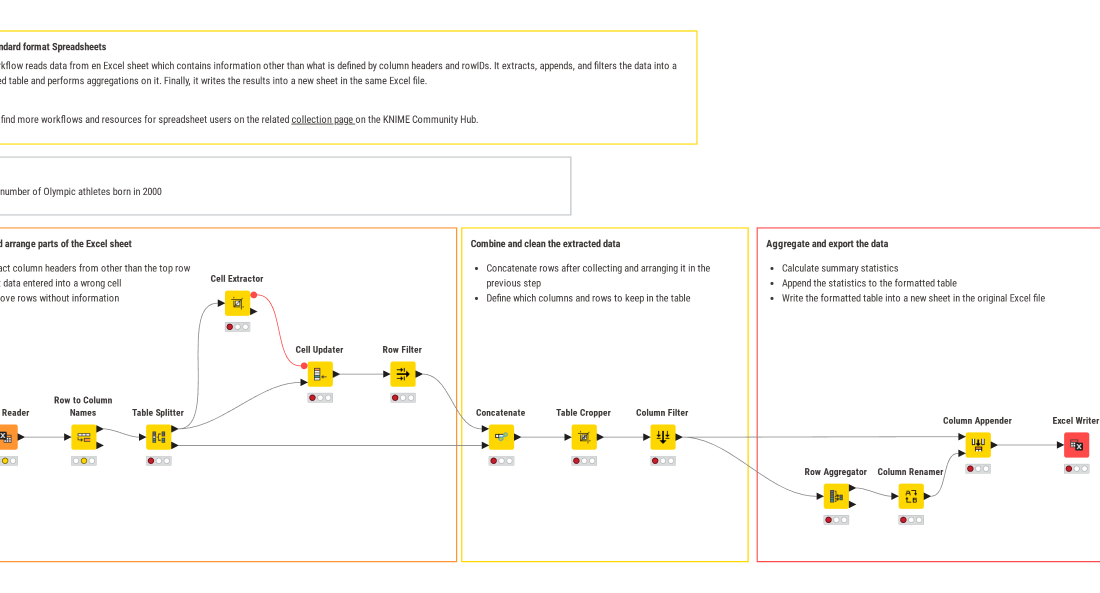 ndard format Spreadsheets
kflow reads data from en Excel sheet which contains information other than what is defined by column headers and rowIDs. It extracts, appends, and filters the data into a
ed table and performs aggregations on it. Finally, it writes the results into a new sheet in the same Excel file.
find more workflows and resources for spreadsheet users on the related collection page on the KNIME Community Hub.
number of Olympic athletes born in 2000
d arrange parts of the Excel sheet
act column headers from other than the top row
t data entered into a wrong cell
ove rows without information
Cell Extractor
Cell Updater
Row Filter
Reader
Row to Column
Names
Table Splitter
Combine and clean the extracted data
• Concatenate rows after collecting and arranging it in the
previous step
• Define which columns and rows to keep in the table
Concatenate
Table Cropper
Column Filter
Aggregate and export the data
• Calculate summary statistics
• Append the statistics to the formatted table
• Write the formatted table into a new sheet in the original Excel file
Row Aggregator
Column Renamer
Column Appender
Excel Writer